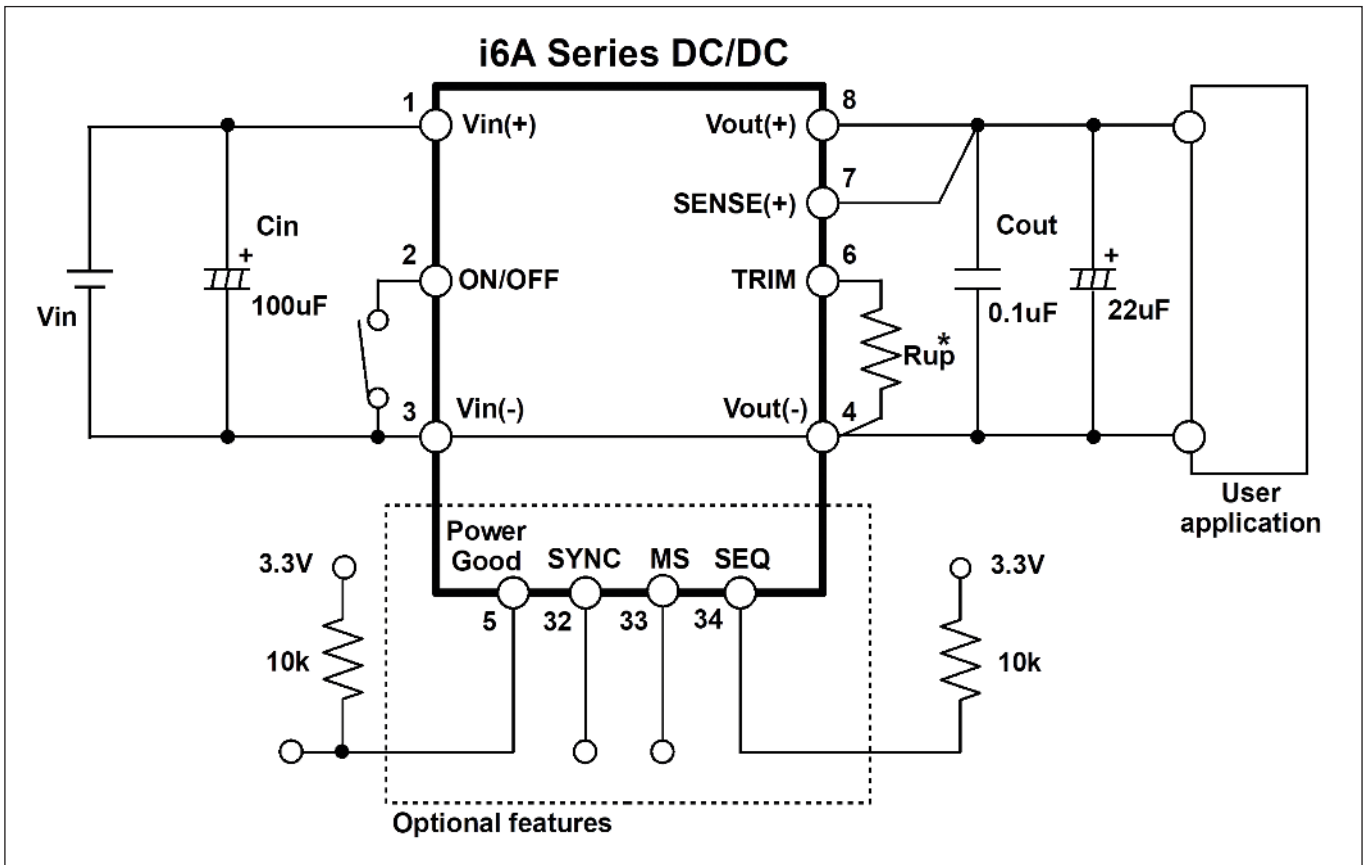 i6A Series DC/DC
1
Vin(+)
Vout(+)
8
7
SENSE(+)
Cin
+
100uF
Vin
2
ON/OFF
TRIM
6
Rup*
Cout
0.1uF
+
22uF
3
Vin(-)
Vout(-)
4
User
application
Power
Good
SYNC
MS
SEQ
5
32
33
34
3.3V
10k
3.3V
10k
Optional features